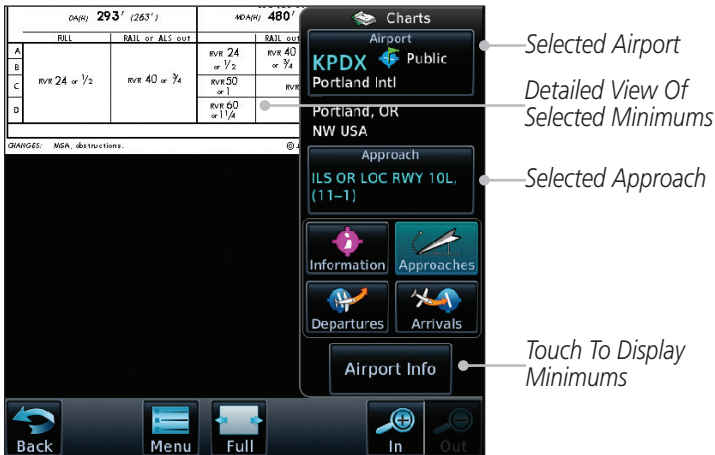 DA(H) 293' (263')
MDA(H) 480'
FULL
RAIL or ALS out
RAIL out
A
B
C
D
RVR 24 or 1/2
RVR 40 or 3/4
RVR 24
or 1/2
RVR 40
or 3/4
RVR 50
or 1
RVR
RVR 60
or 1 1/4
CHANGES: MSA, obstructions.
©
Charts
Airport
KPDX Public
Portland Intl
Portland, OR
NW USA
Approach
ILS OR LOC RWY 10L,
(11–1)
Information
Approaches
Departures
Arrivals
Airport Info
Back
Menu
Full
In
Out
Selected Airport
Detailed View Of
Selected Minimums
Selected Approach
Touch To Display
Minimums